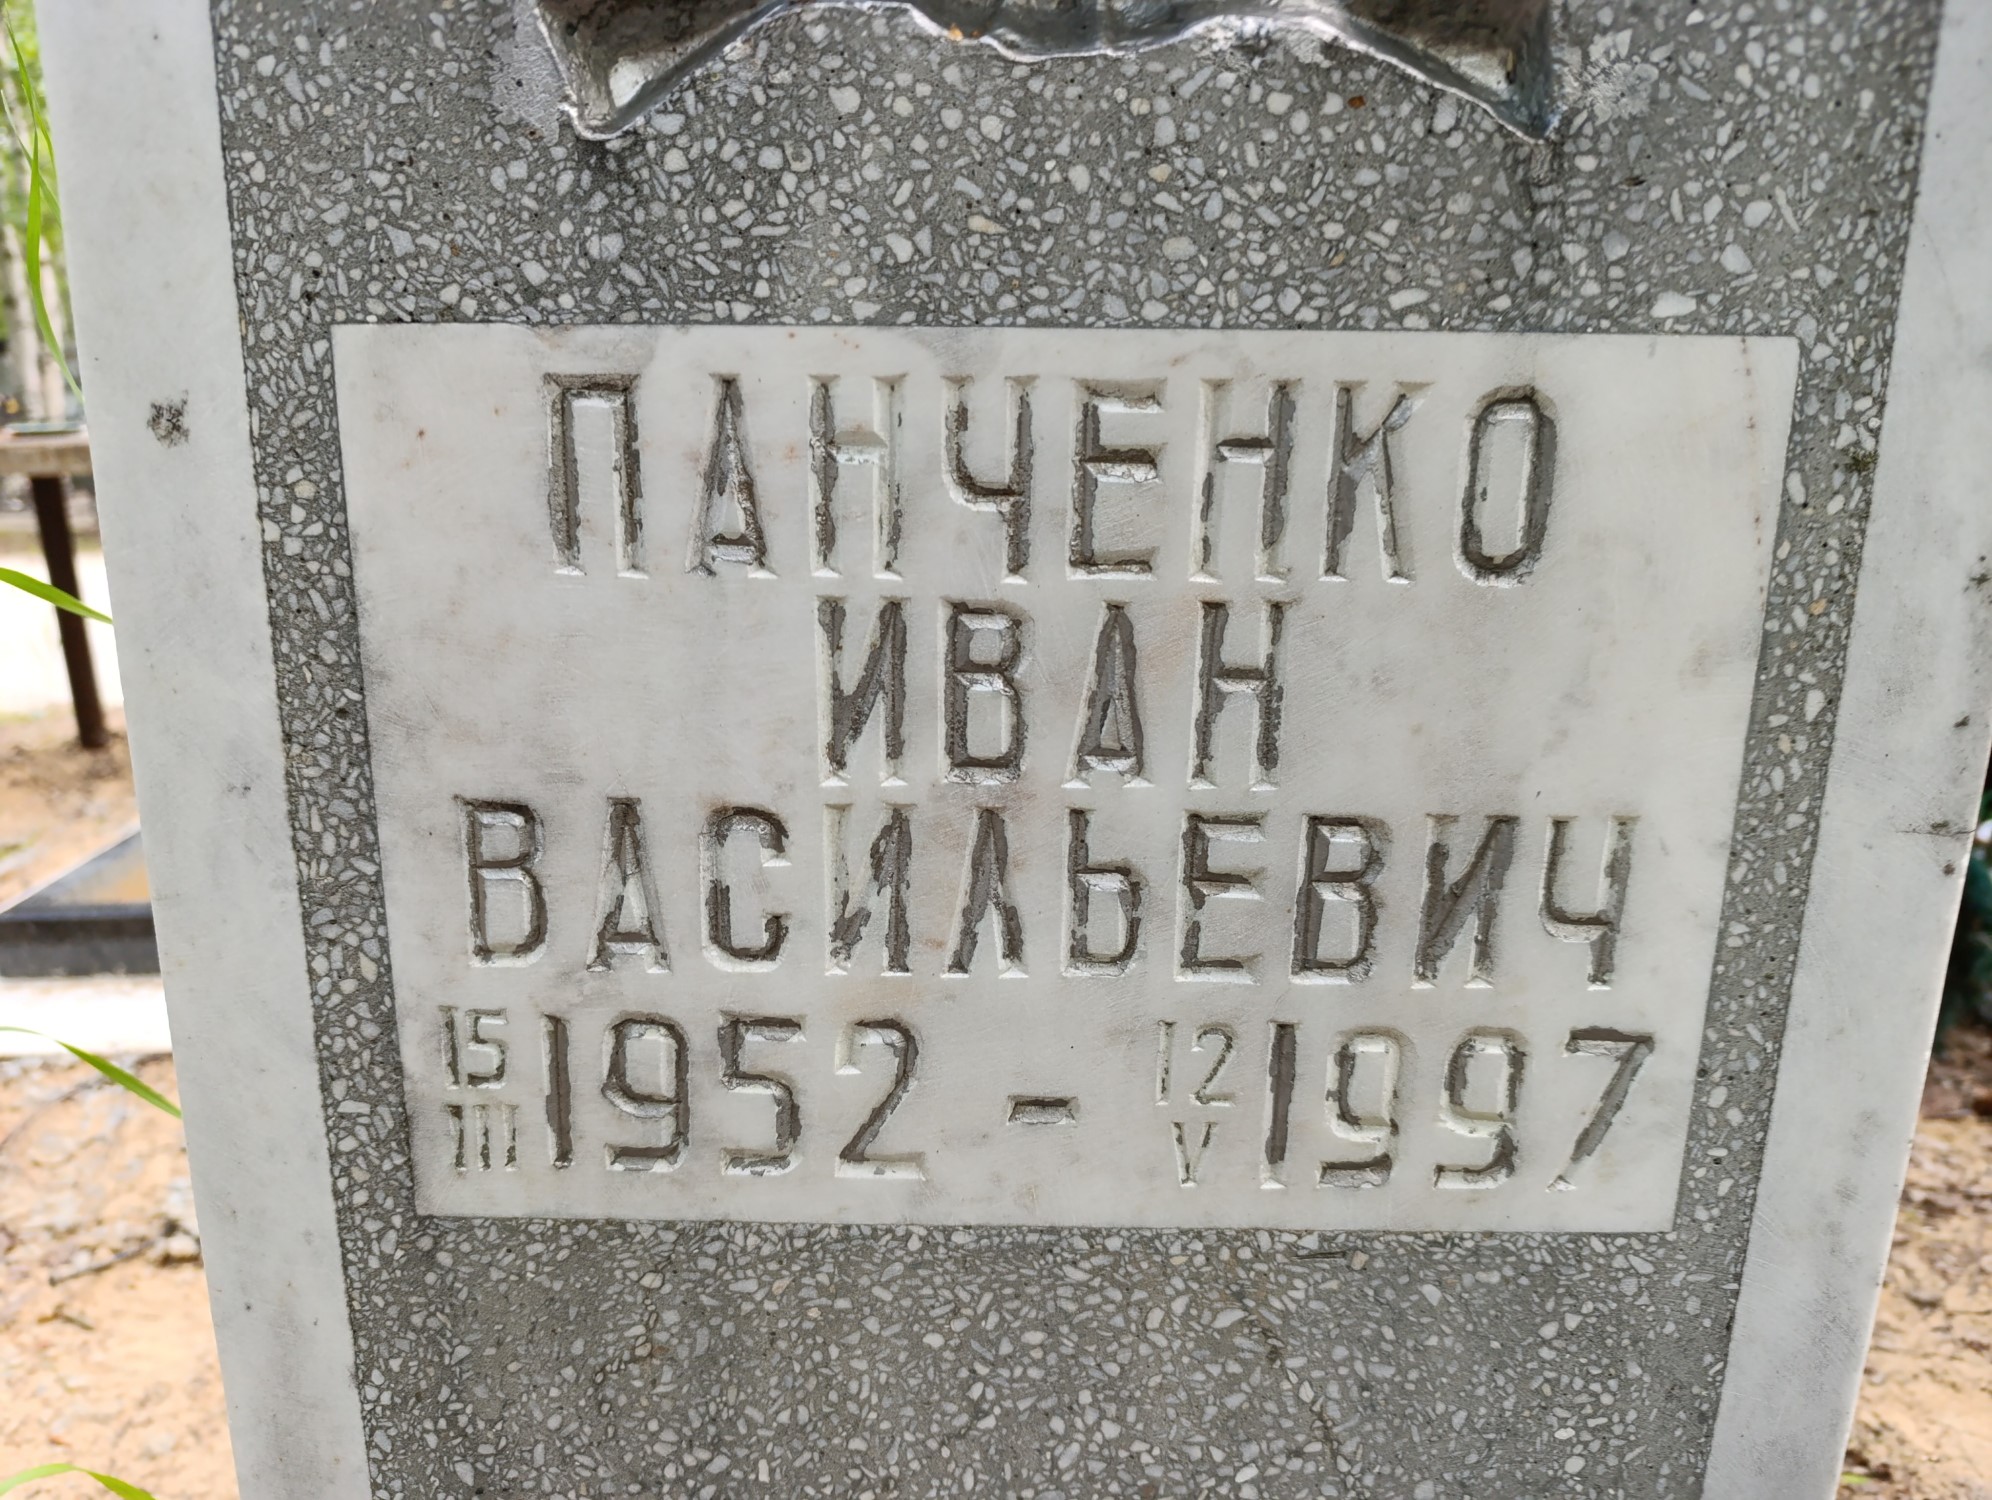 ПАНЧЕНКО
ИВАН
ВАСИЛЬЕВИЧ
15 III 1952 - 12 V 1997